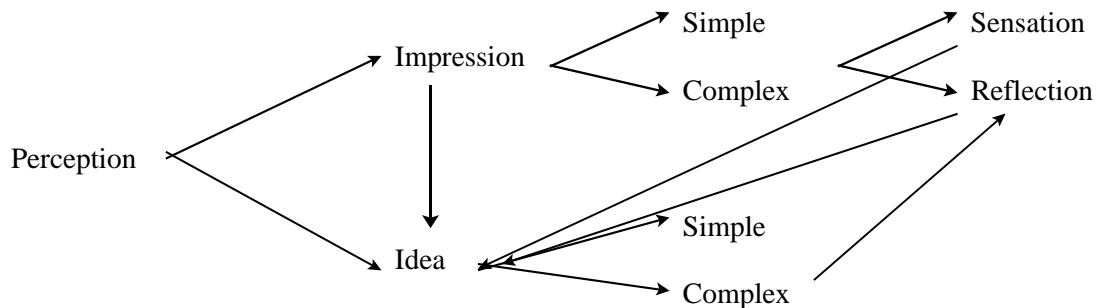 Simple
Sensation
Impression
Complex
Reflection
Perception
Simple
Idea
Complex